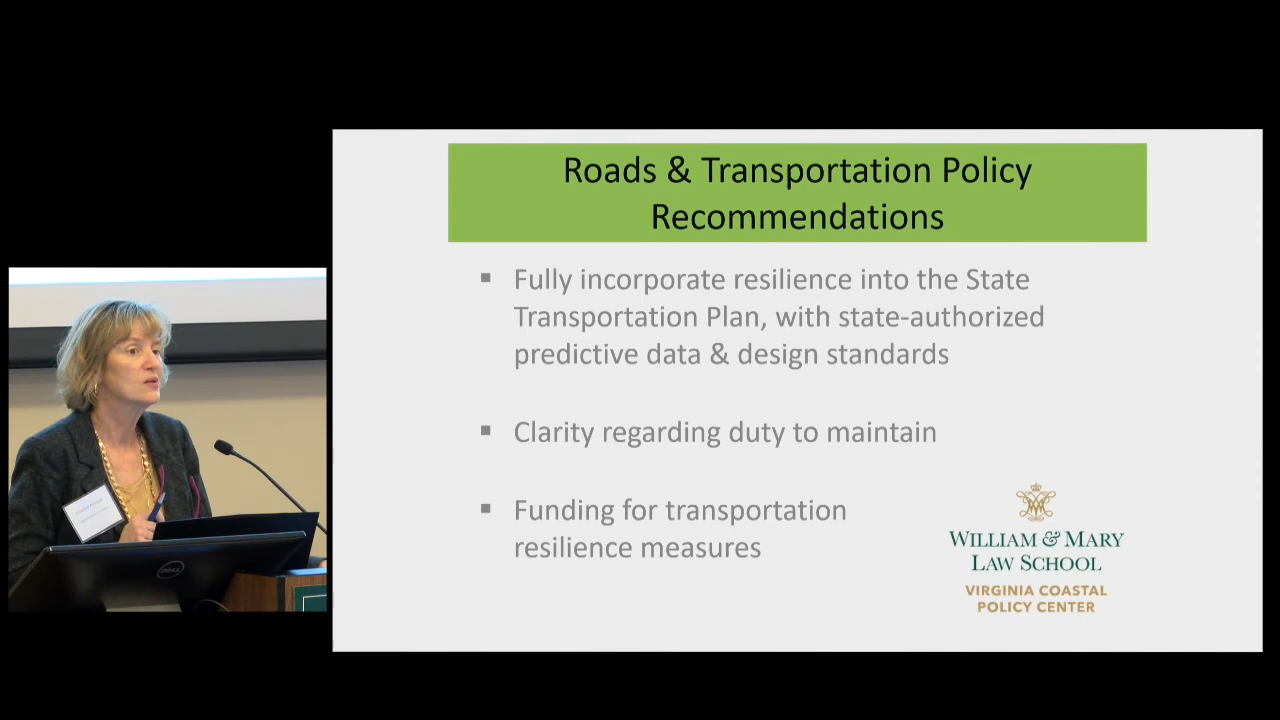 Roads & Transportation Policy
Recommendations
▪ Fully incorporate resilience into the State
Transportation Plan, with state-authorized
predictive data & design standards
▪ Clarity regarding duty to maintain
▪ Funding for transportation
resilience measures
WILLIAM & MARY
LAW SCHOOL
VIRGINIA COASTAL
POLICY CENTER
DELL